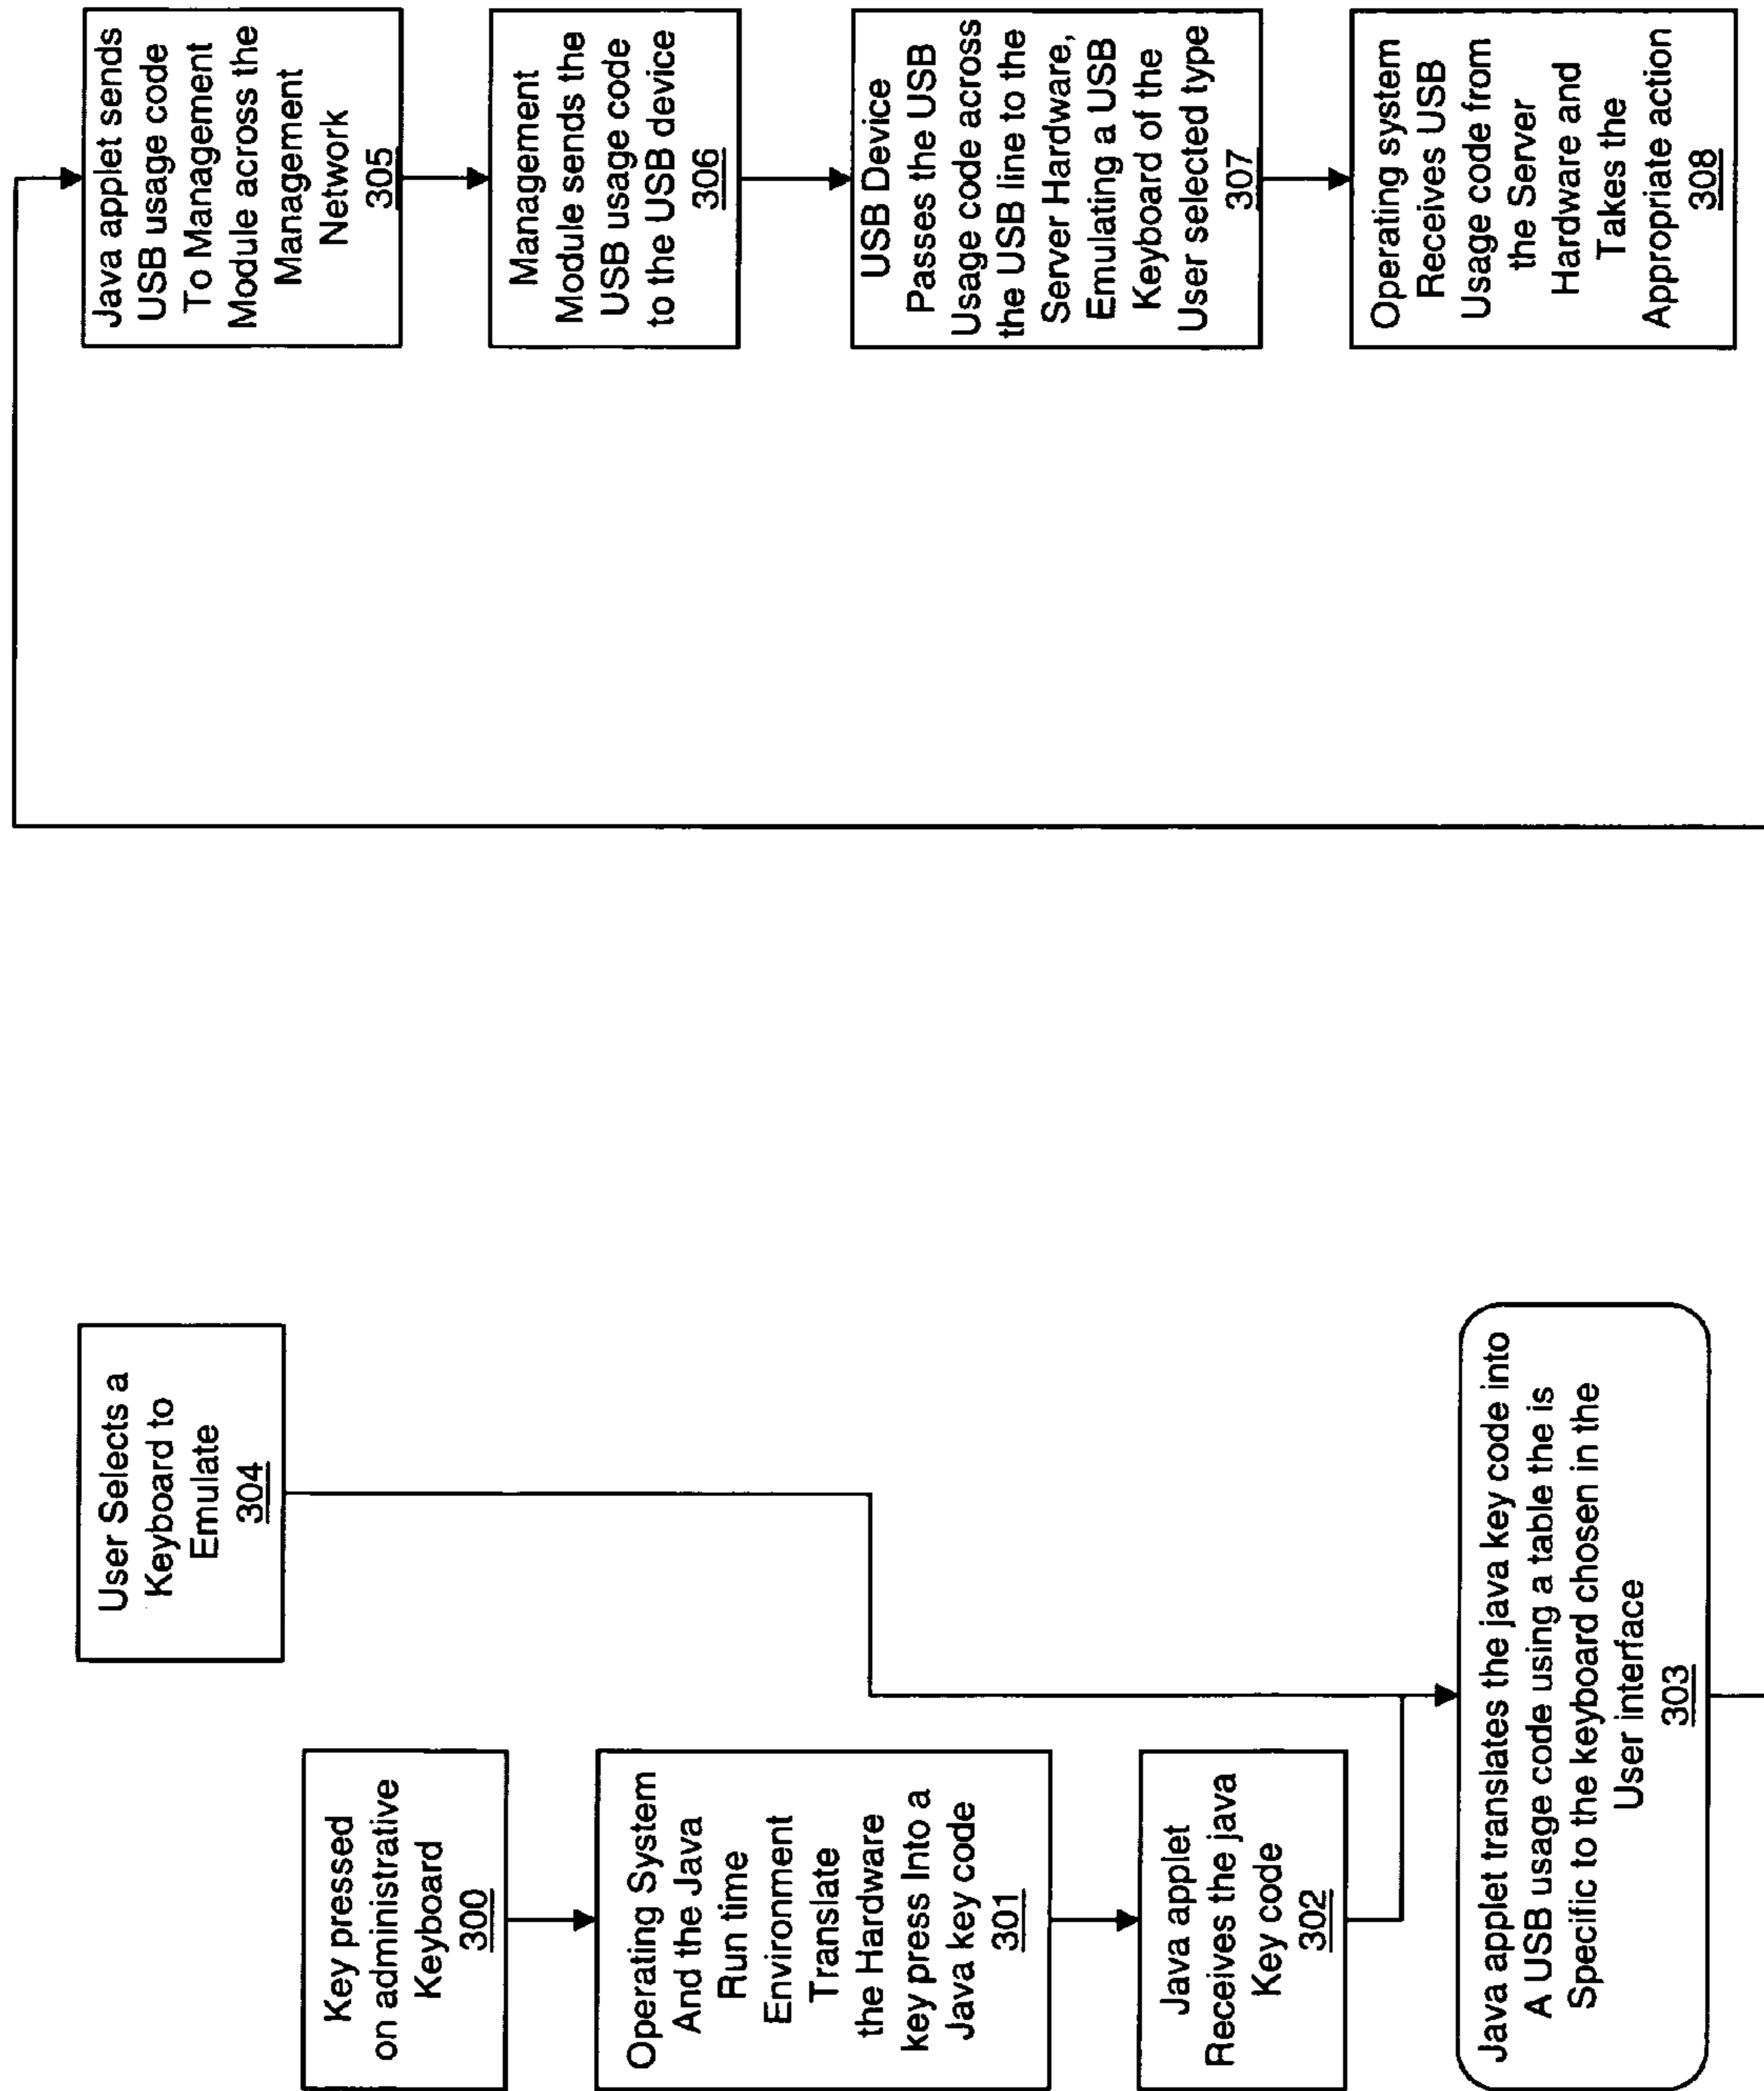 Key pressed
on administrative
Keyboard
300
Operating System
And the Java
Run time
Environment
Translate
the Hardware
key press Into a
Java key code
301
Java applet
Receives the java
Key code
302
User Selects a
Keyboard to
Emulate
304
Java applet translates the java key code into
A USB usage code using a table the is
Specific to the keyboard chosen in the
User interface
303
Java applet sends
USB usage code
To Management
Module across the
Management
Network
305
Management
Module sends the
USB usage code
to the USB device
306
USB Device
Passes the USB
Usage code across
the USB line to the
Server Hardware,
Emulating a USB
Keyboard of the
User selected type
307
Operating system
Receives USB
Usage code from
the Server
Hardware and
Takes the
Appropriate action
308